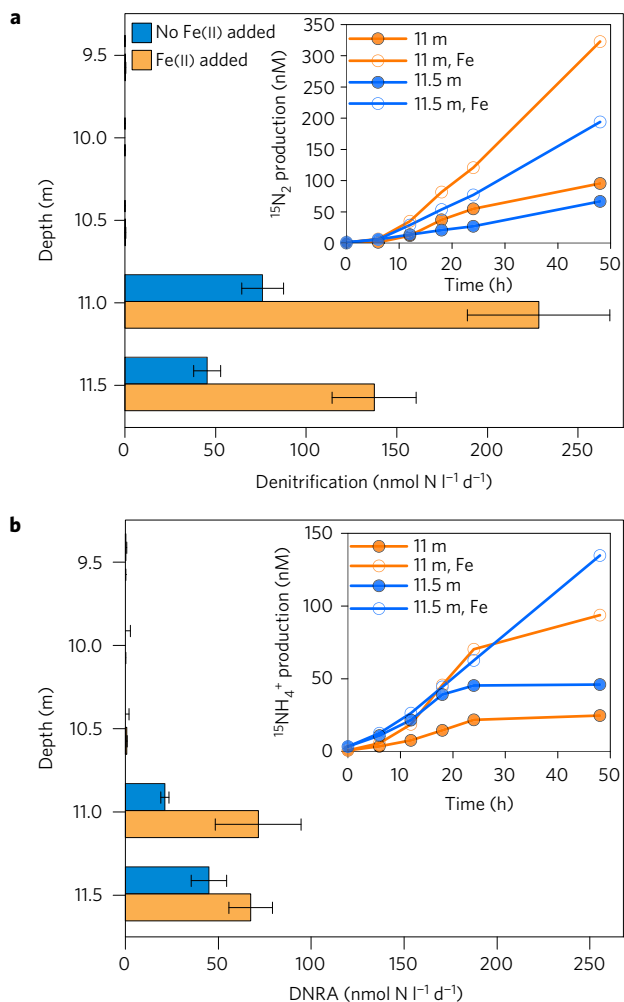 a
No Fe(II) added
Fe(II) added
9.5
10.0
10.5
11.0
11.5
Depth (m)
0
50
100
150
200
250
Denitrification (nmol N l⁻¹ d⁻¹)
11 m
11 m, Fe
11.5 m
11.5 m, Fe
350
300
250
200
150
100
50
0
¹⁵N₂ production (nM)
0
10
20
30
40
50
Time (h)
b
9.5
10.0
10.5
11.0
11.5
Depth (m)
0
50
100
150
200
250
DNRA (nmol N l⁻¹ d⁻¹)
11 m
11 m, Fe
11.5 m
11.5 m, Fe
150
100
50
0
¹⁵NH₄⁺ production (nM)
0
10
20
30
40
50
Time (h)